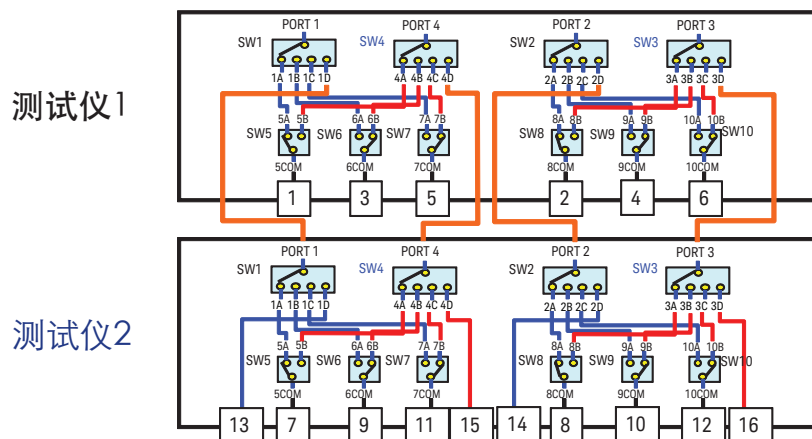 PORT 1 PORT 4 PORT 2 PORT 3
SW1 SW4 SW2 SW3
1A 1B 1C 1D 4A 4B 4C 4D 2A 2B 2C 2D 3A 3B 3C 3D
测试仪1
5A 5B 6A 6B 7A 7B 8A 8B 9A 9B 10A 10B
SW5 SW6 SW7 SW8 SW9 SW10
5COM 6COM 7COM 8COM 9COM 10COM
1 3 5 2 4 6
PORT 1 PORT 4 PORT 2 PORT 3
SW1 SW4 SW2 SW3
1A 1B 1C 1D 4A 4B 4C 4D 2A 2B 2C 2D 3A 3B 3C 3D
测试仪2
5A 5B 6A 6B 7A 7B 8A 8B 9A 9B 10A 10B
SW5 SW6 SW7 SW8 SW9 SW10
5COM 6COM 7COM 8COM 9COM 10COM
13 7 9 11 15 14 8 10 12 16